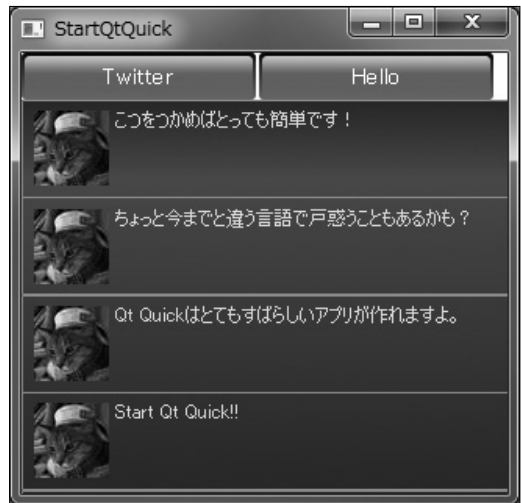 StartQtQuick
Twitter
Hello
こつをつかめばとっても簡単です！
ちょっと今までと違う言語で戸惑うこともあるかも？
Qt Quickはとてもすばらしいアプリが作れますよ。
Start Qt Quick!!